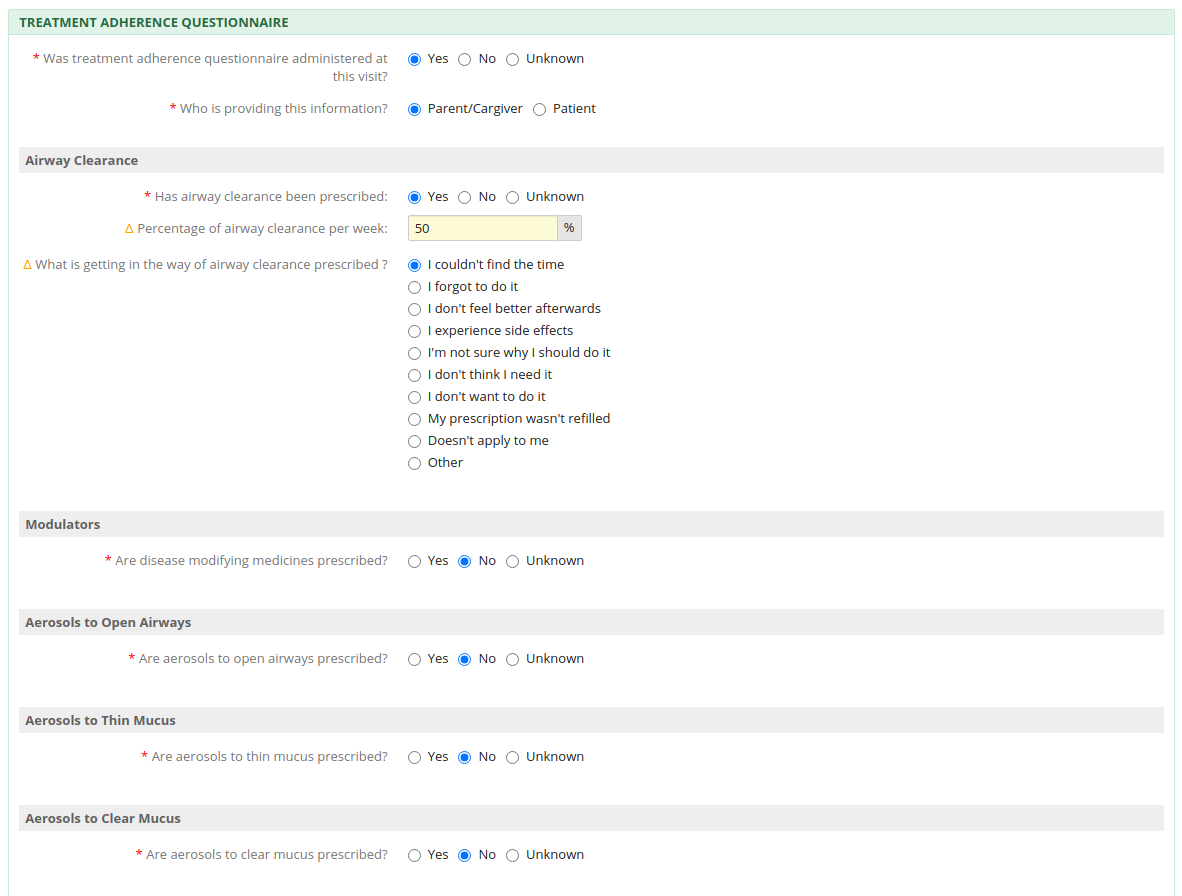 TREATMENT ADHERENCE QUESTIONNAIRE
* Was treatment adherence questionnaire administered at
this visit?
Yes No Unknown
* Who is providing this information? Parent/Cargiver Patient
Airway Clearance
* Has airway clearance been prescribed: Yes No Unknown
Δ Percentage of airway clearance per week: 50 %
Δ What is getting in the way of airway clearance prescribed ? I couldn't find the time
I forgot to do it
I don't feel better afterwards
I experience side effects
I'm not sure why I should do it
I don't think I need it
I don't want to do it
My prescription wasn't refilled
Doesn't apply to me
Other
Modulators
* Are disease modifying medicines prescribed? Yes No Unknown
Aerosols to Open Airways
* Are aerosols to open airways prescribed? Yes No Unknown
Aerosols to Thin Mucus
* Are aerosols to thin mucus prescribed? Yes No Unknown
Aerosols to Clear Mucus
* Are aerosols to clear mucus prescribed? Yes No Unknown